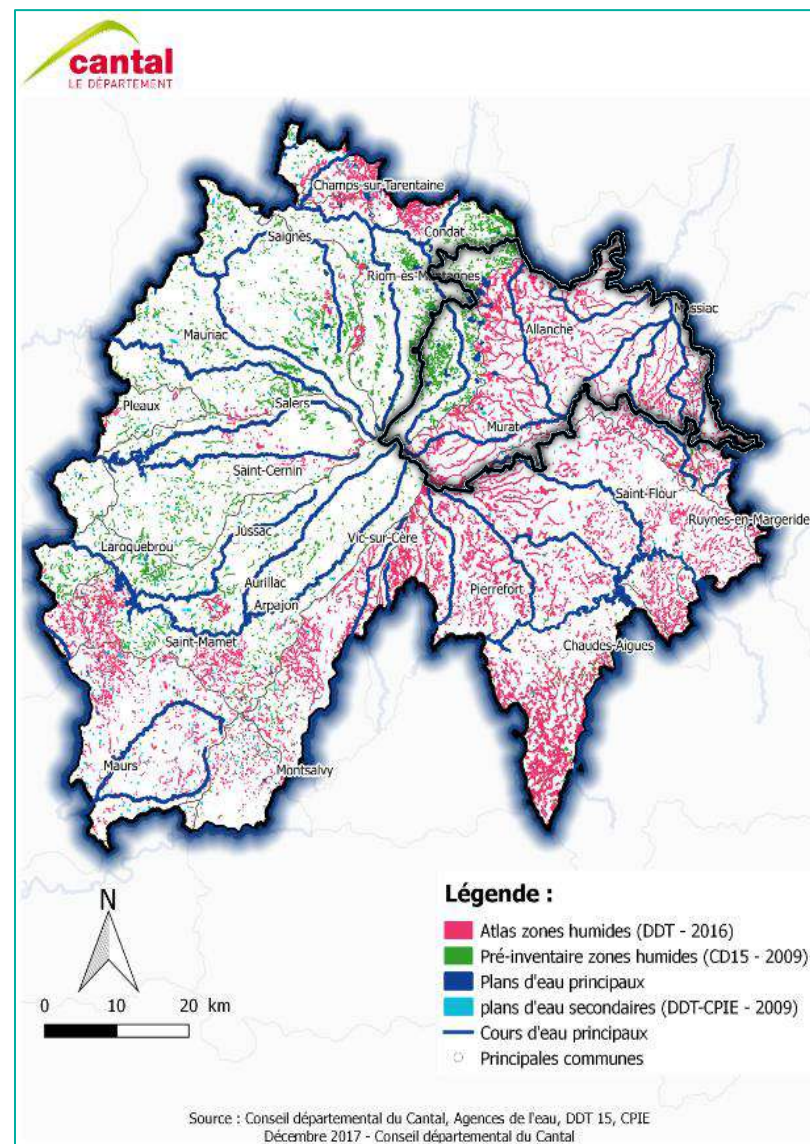 cantal
LE DÉPARTEMENT
Champs-sur-Tarentaine
Condat
Saignes
Riom-ès-Montagnes
Massiac
Allanche
Mauriac
Salers
Pleaux
Murat
Saint-Cernin
Saint-Flour
Ruynes-en-Margeride
Jussac
Vic-sur-Cère
Laroquebrou
Aurillac
Arpajon
Pierrefort
Saint-Mamet
Chaudes-Aigues
Maurs
Montsalvy
N
0 10 20 km
Légende :
Atlas zones humides (DDT - 2016)
Pré-inventaire zones humides (CD15 - 2009)
Plans d'eau principaux
plans d'eau secondaires (DDT-CPIE - 2009)
Cours d'eau principaux
Principales communes
Source : Conseil départemental du Cantal, Agences de l'eau, DDT 15, CPIE
Décembre 2017 - Conseil départemental du Cantal